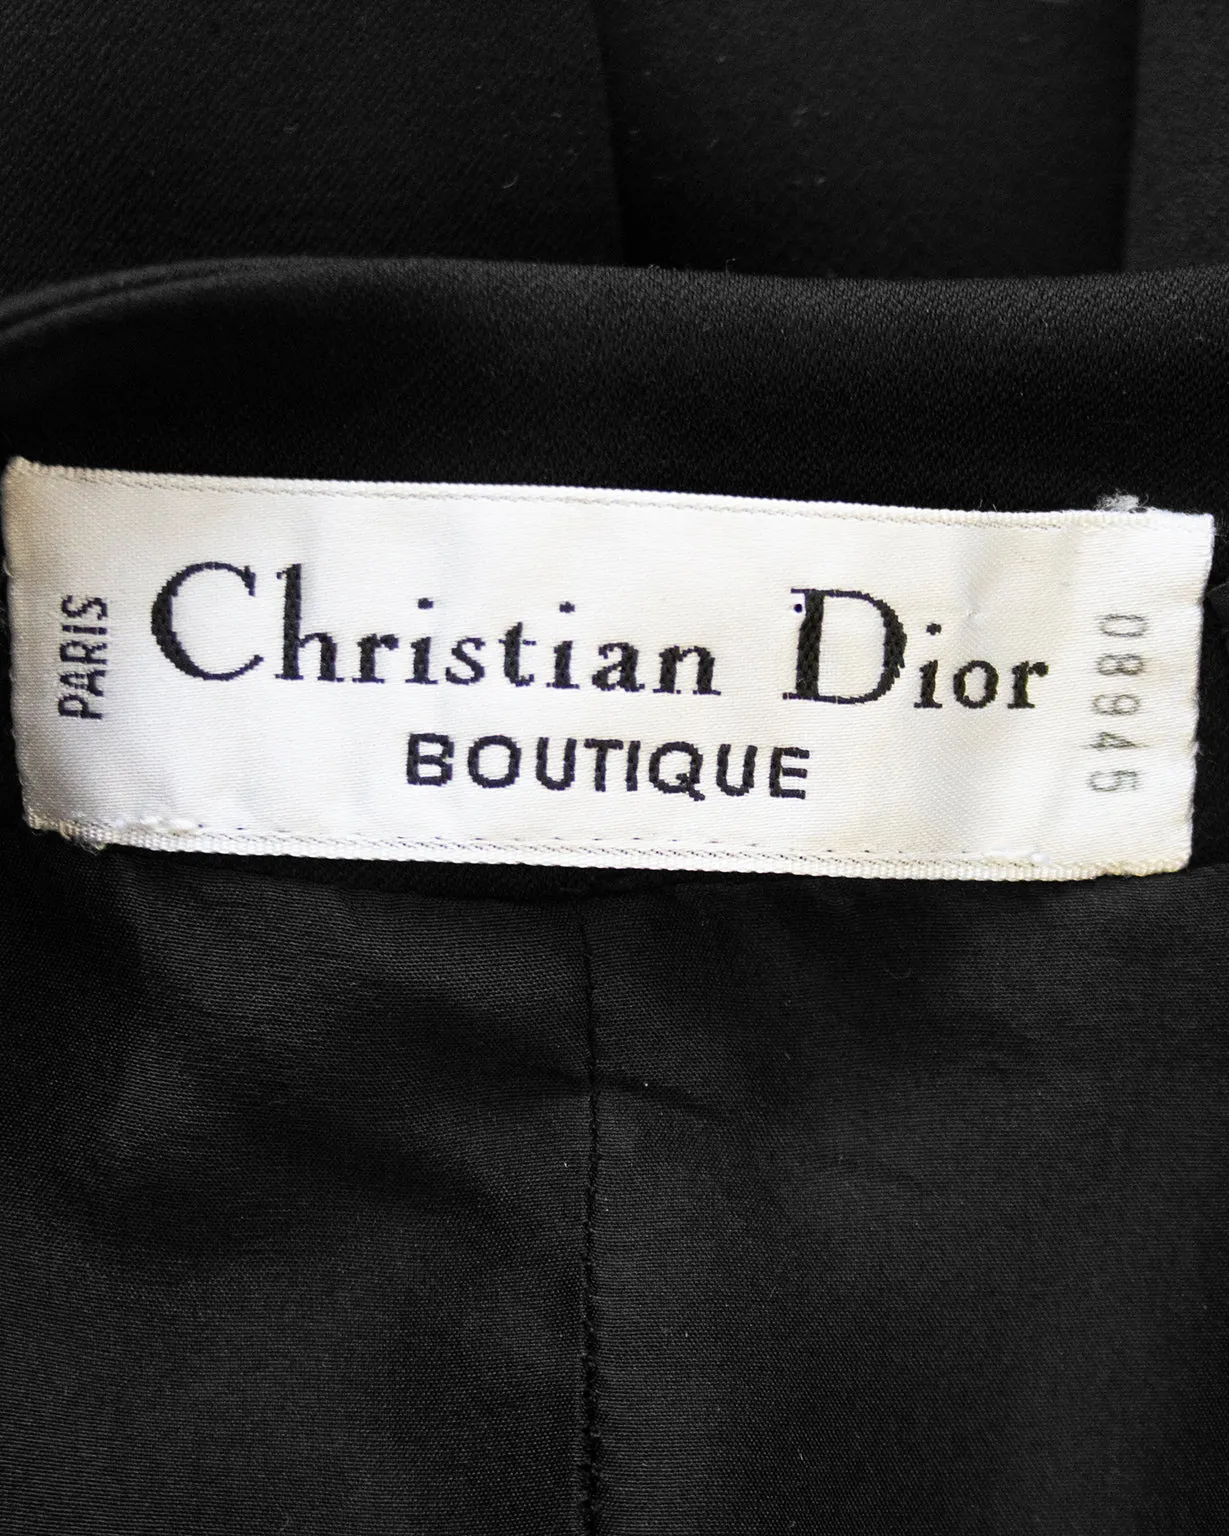 PARIS
Christian Dior
BOUTIQUE
08945